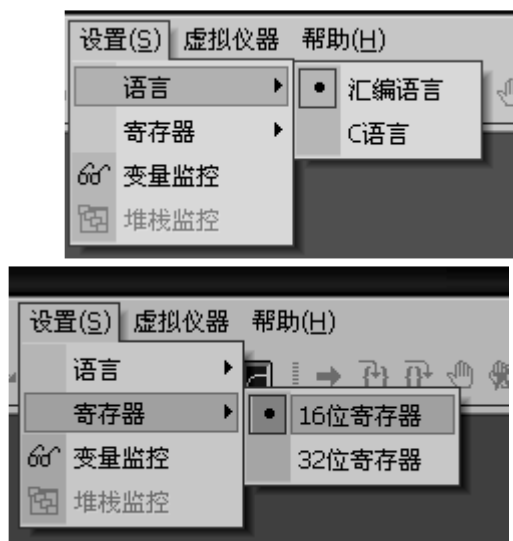 设置(S) 虚拟仪器 帮助(H)
语言 汇编语言
寄存器 C语言
变量监控
堆栈监控
设置(S) 虚拟仪器 帮助(H)
语言
寄存器 16位寄存器
变量监控 32位寄存器
堆栈监控